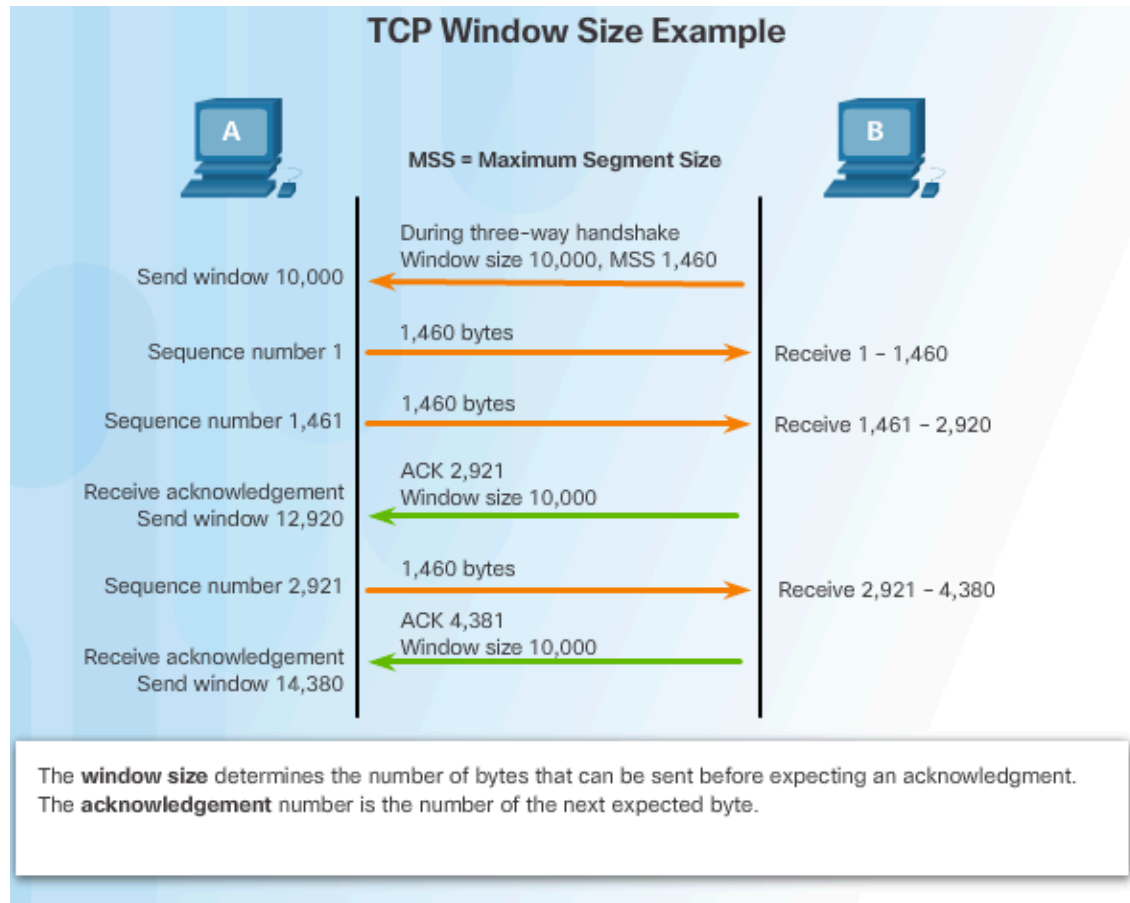 TCP Window Size Example
A
B
MSS = Maximum Segment Size
During three-way handshake
Window size 10,000, MSS 1,460
Send window 10,000
1,460 bytes
Sequence number 1
Receive 1 – 1,460
1,460 bytes
Sequence number 1,461
Receive 1,461 – 2,920
ACK 2,921
Window size 10,000
Receive acknowledgement
Send window 12,920
1,460 bytes
Sequence number 2,921
Receive 2,921 – 4,380
ACK 4,381
Window size 10,000
Receive acknowledgement
Send window 14,380
The window size determines the number of bytes that can be sent before expecting an acknowledgment.
The acknowledgement number is the number of the next expected byte.